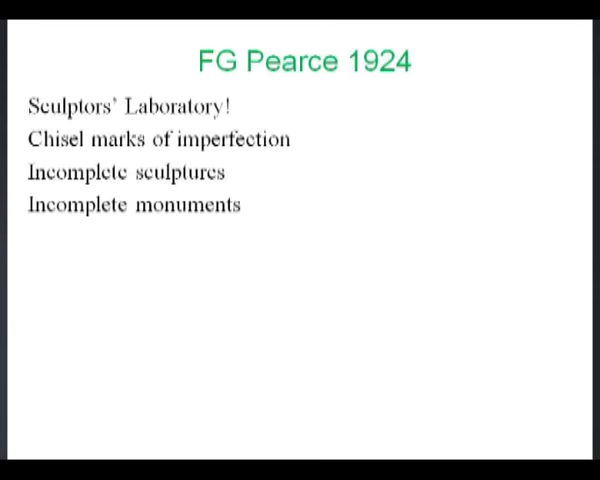 FG Pearce 1924
Sculptors' Laboratory!
Chisel marks of imperfection
Incomplete sculptures
Incomplete monuments